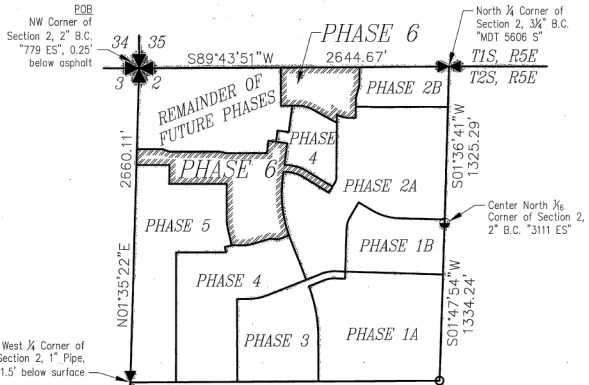 POB
NW Corner of
Section 2, 2" B.C.
"779 ES", 0.25'
below asphalt
34
35
3
2
S89°43'51"W
2644.67'
PHASE 6
North ¼ Corner of
Section 2, 3¼" B.C.
"MDT 5606 S"
T1S, R5E
T2S, R5E
REMAINDER OF
FUTURE PHASES
PHASE 2B
PHASE
4
S01°36'41"W
1325.29'
2660.11'
PHASE 6
PHASE 2A
Center North 1/16
Corner of Section 2,
2" B.C. "3111 ES"
PHASE 5
PHASE 1B
N01°35'22"E
PHASE 4
S01°47'54"W
1334.24'
PHASE 3
PHASE 1A
West ¼ Corner of
Section 2, 1" Pipe,
1.5' below surface